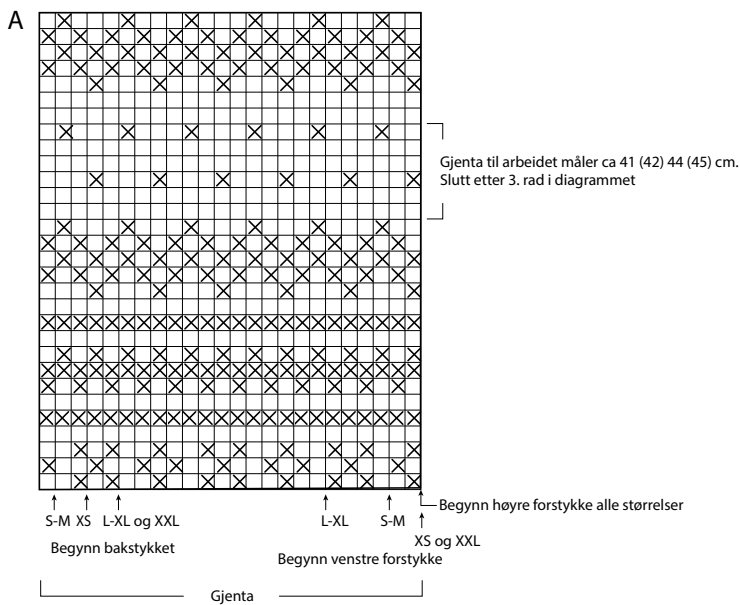 A
Gjenta til arbeidet måler ca 41 (42) 44 (45) cm.
Slutt etter 3. rad i diagrammet
Begynn høyre forstykke alle størrelser
S-M XS L-XL og XXL L-XL S-M
XS og XXL
Begynn bakstykket
Begynn venstre forstykke
Gjenta